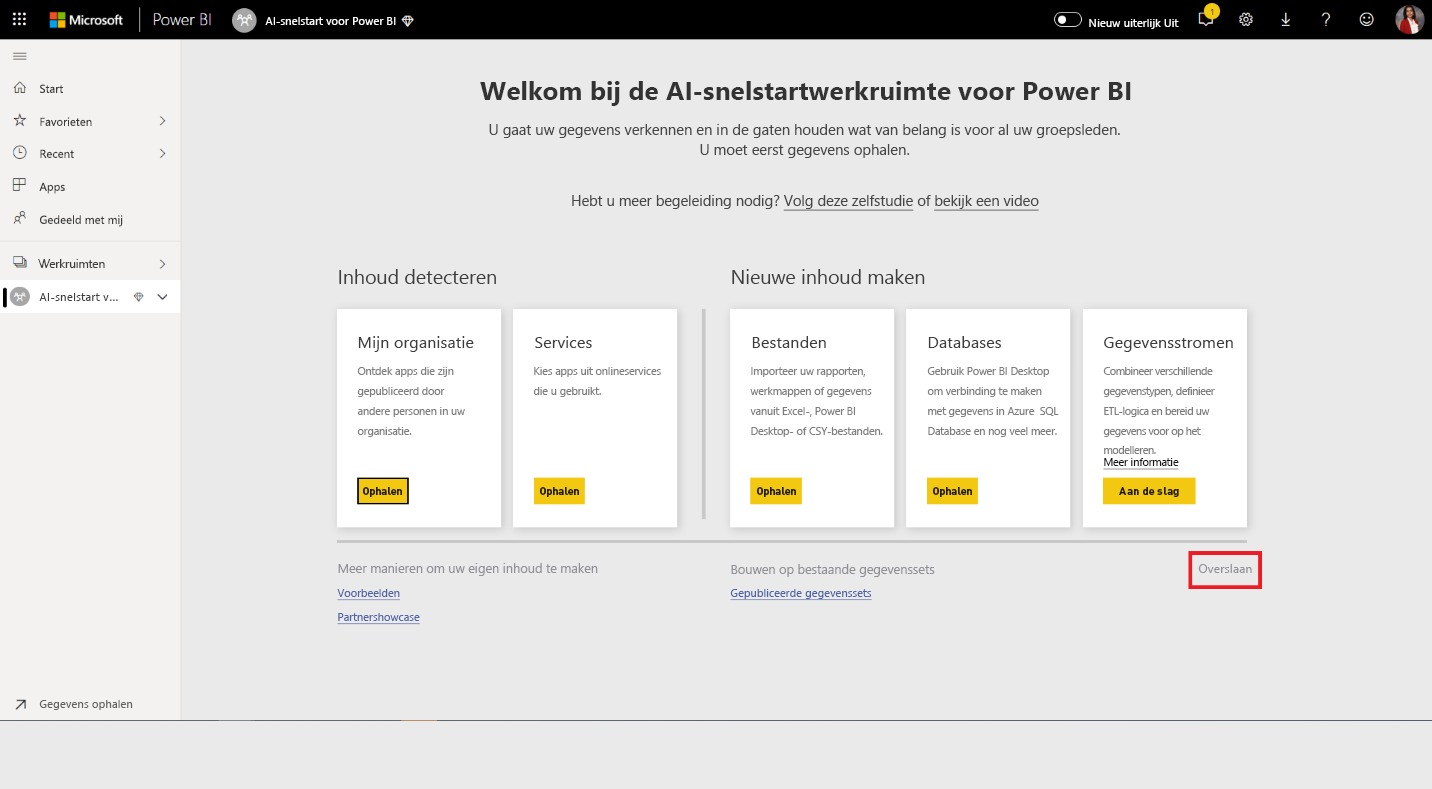 Microsoft
Power BI
AI-snelstart voor Power BI
Nieuw uiterlijk Uit
1
Start
Favorieten
Recent
Apps
Gedeeld met mij
Werkruimten
AI-snelstart v...
Gegevens ophalen
Welkom bij de AI-snelstartwerkruimte voor Power BI
U gaat uw gegevens verkennen en in de gaten houden wat van belang is voor al uw groepsleden.
U moet eerst gegevens ophalen.
Hebt u meer begeleiding nodig? Volg deze zelfstudie of bekijk een video
Inhoud detecteren
Mijn organisatie
Ontdek apps die zijn
gepubliceerd door
andere personen in uw
organisatie.
Ophalen
Services
Kies apps uit onlineservices
die u gebruikt.
Ophalen
Nieuwe inhoud maken
Bestanden
Importeer uw rapporten,
werkmappen of gegevens
vanuit Excel-, Power BI
Desktop- of CSY-bestanden.
Ophalen
Databases
Gebruik Power BI Desktop
om verbinding te maken
met gegevens in Azure SQL
Database en nog veel meer.
Ophalen
Gegevensstromen
Combineer verschillende
gegevenstypen, definieer
ETL-logica en bereid uw
gegevens voor op het
modelleren.
Meer informatie
Aan de slag
Meer manieren om uw eigen inhoud te maken
Voorbeelden
Partnershowcase
Bouwen op bestaande gegevenssets
Gepubliceerde gegevenssets
Overslaan